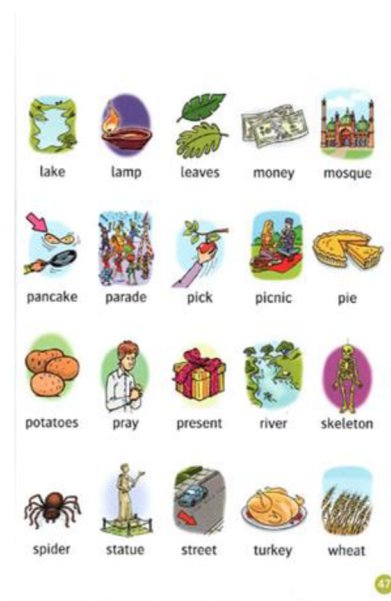 lake lamp leaves money mosque
pancake parade pick picnic pie
potatoes pray present river skeleton
spider statue street turkey wheat
47